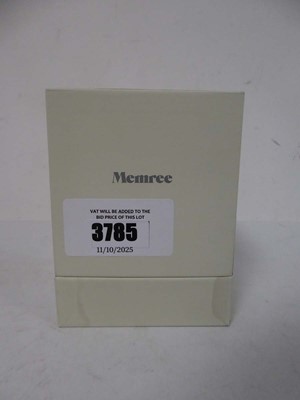 Memree
VAT WILL BE ADDED TO THE
BID PRICE OF THIS LOT
3785
11/10/2025